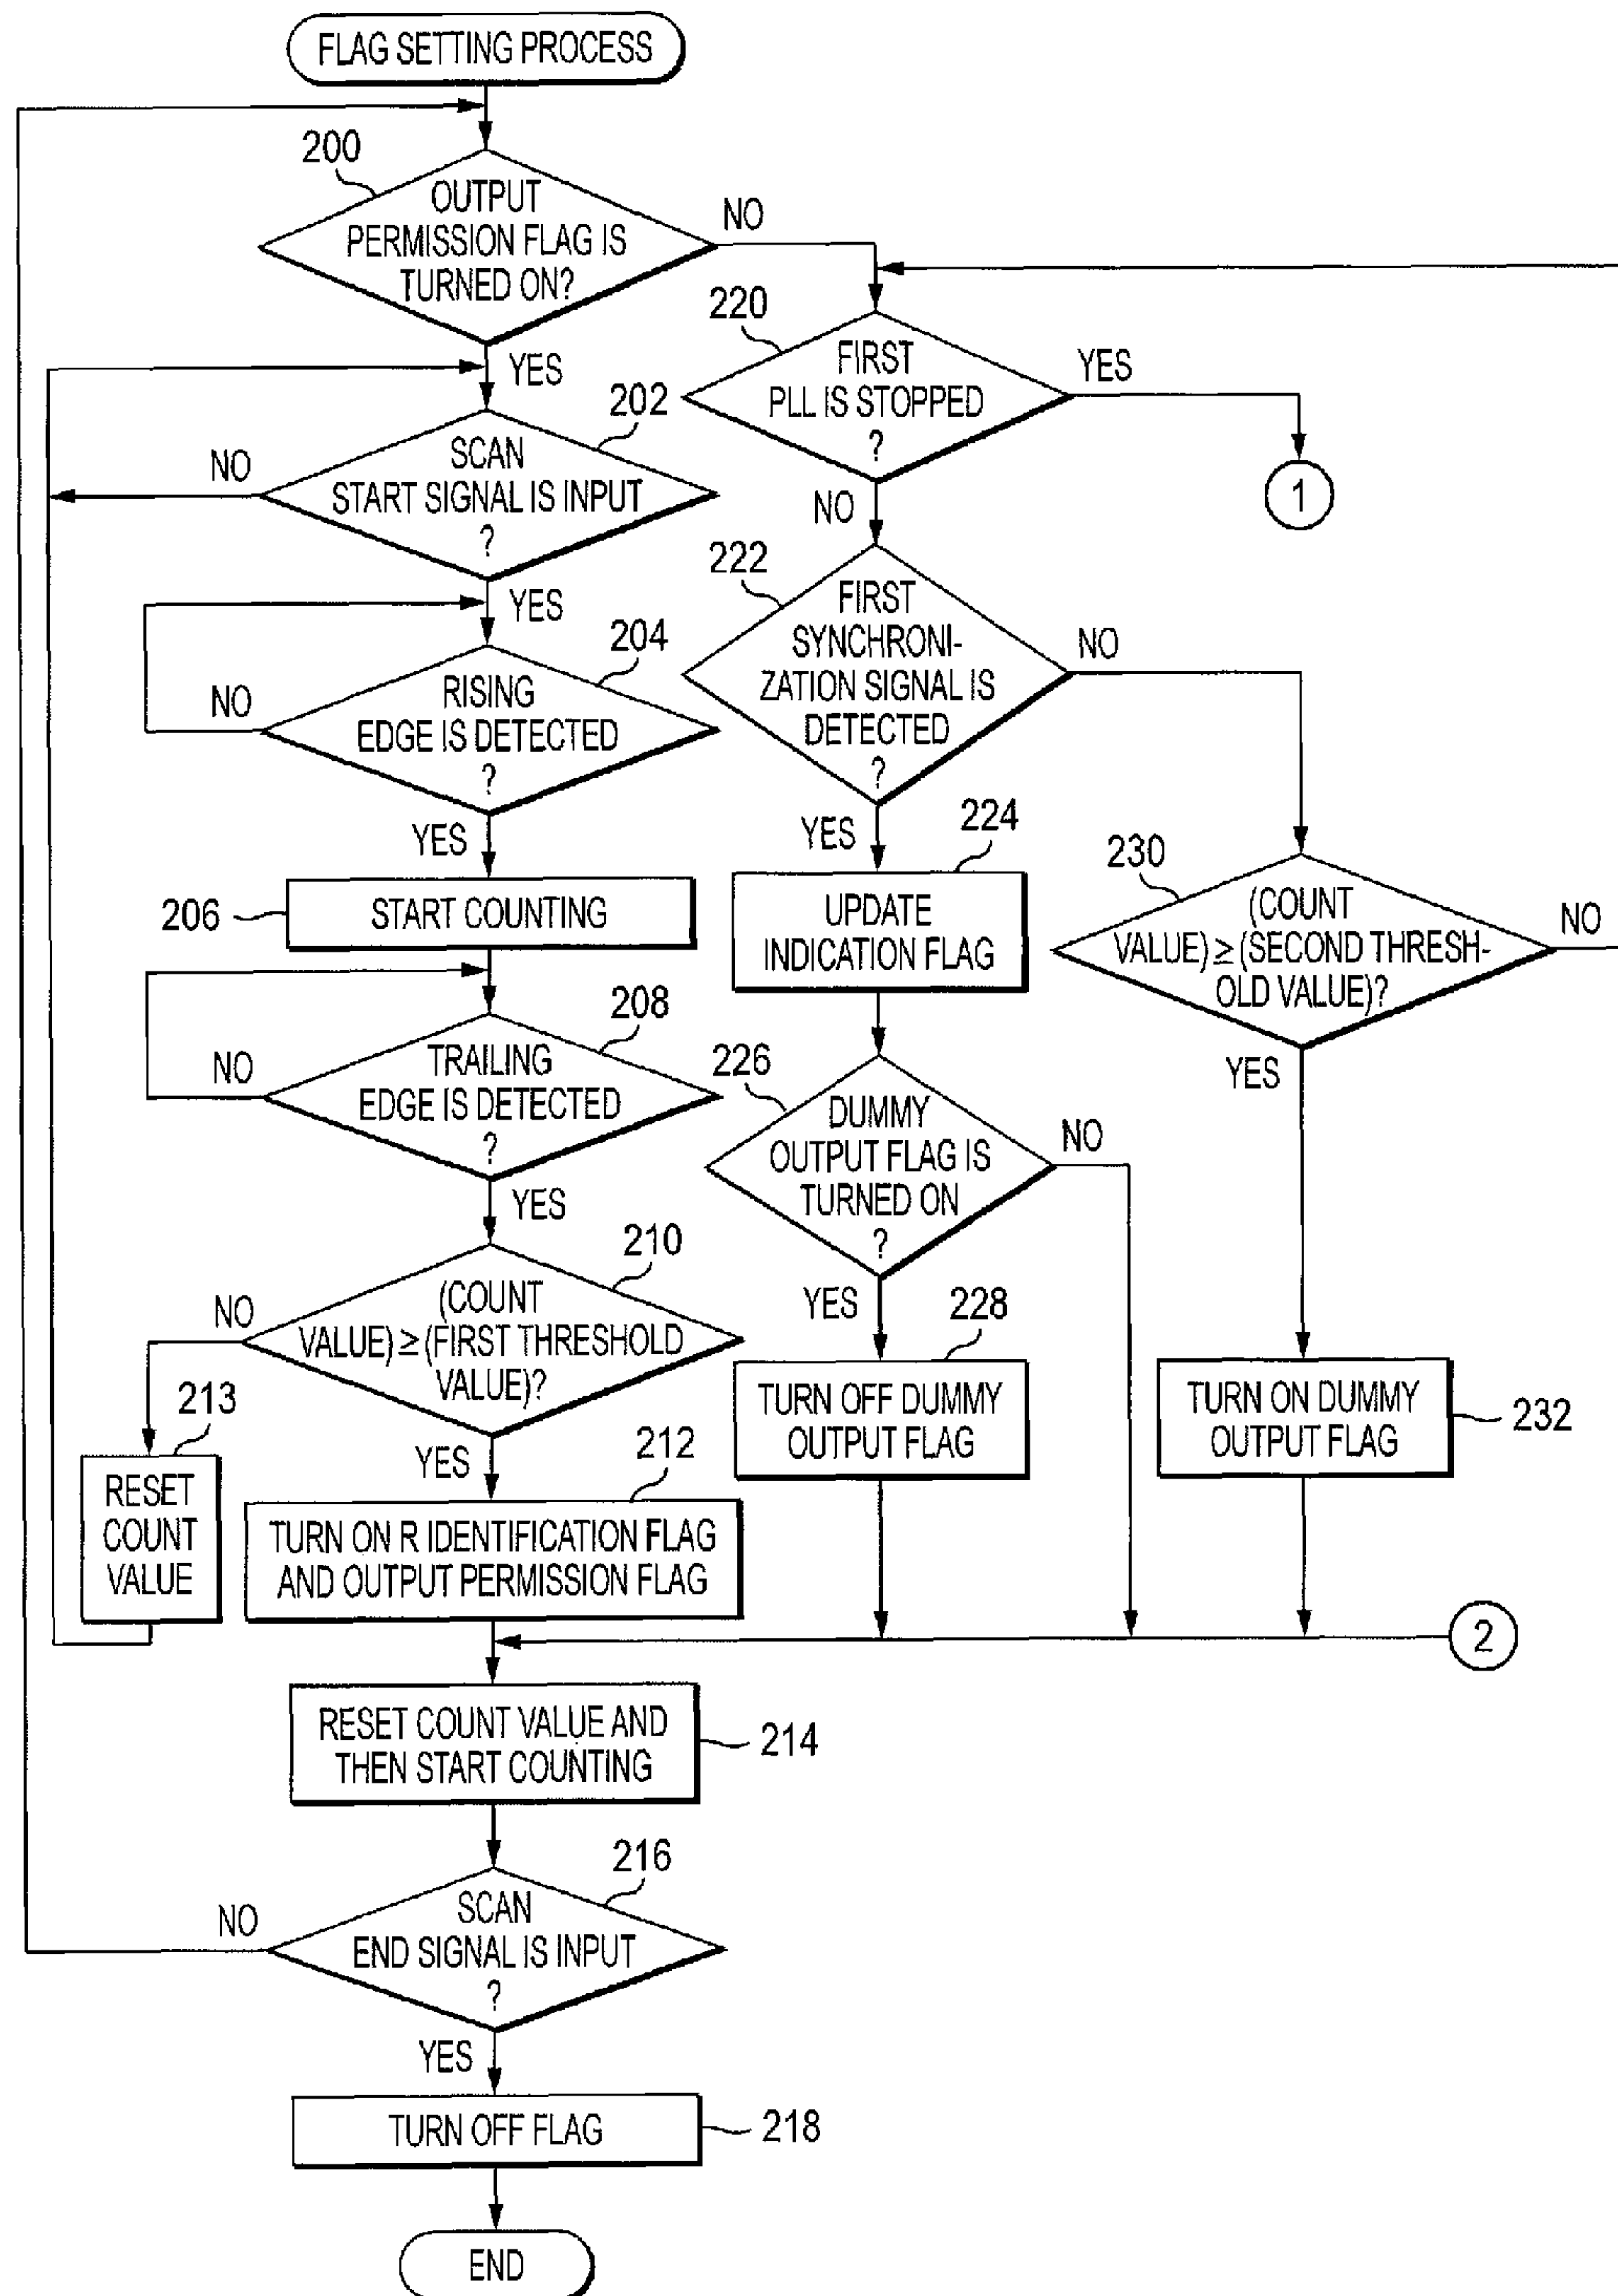 FLAG SETTING PROCESS
200
OUTPUT
PERMISSION FLAG IS
TURNED ON?
NO
YES
202
SCAN
START SIGNAL IS INPUT
?
NO
YES
204
RISING
EDGE IS DETECTED
?
NO
YES
206
START COUNTING
208
TRAILING
EDGE IS DETECTED
?
NO
YES
210
(COUNT
VALUE) ≥ (FIRST THRESHOLD
VALUE)?
NO
YES
213
RESET
COUNT
VALUE
212
TURN ON R IDENTIFICATION FLAG
AND OUTPUT PERMISSION FLAG
214
RESET COUNT VALUE AND
THEN START COUNTING
216
SCAN
END SIGNAL IS INPUT
?
NO
YES
218
TURN OFF FLAG
END
220
FIRST
PLL IS STOPPED
?
YES
1
NO
222
FIRST
SYNCHRONI-
ZATION SIGNAL IS
DETECTED
?
NO
YES
224
UPDATE
INDICATION FLAG
226
DUMMY
OUTPUT FLAG IS
TURNED ON
?
NO
YES
228
TURN OFF DUMMY
OUTPUT FLAG
230
(COUNT
VALUE) ≥ (SECOND THRESH-
OLD VALUE)?
NO
YES
TURN ON DUMMY
OUTPUT FLAG
232
2